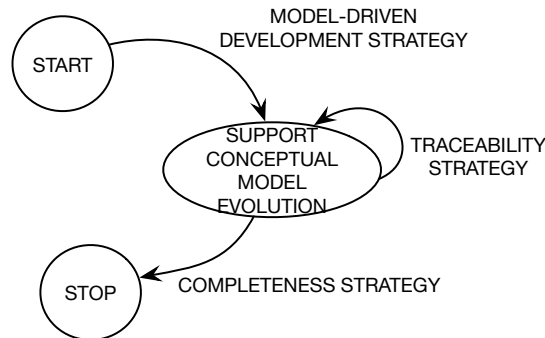 MODEL-DRIVEN
DEVELOPMENT STRATEGY
START
SUPPORT
CONCEPTUAL
MODEL
EVOLUTION
TRACEABILITY
STRATEGY
STOP
COMPLETENESS STRATEGY